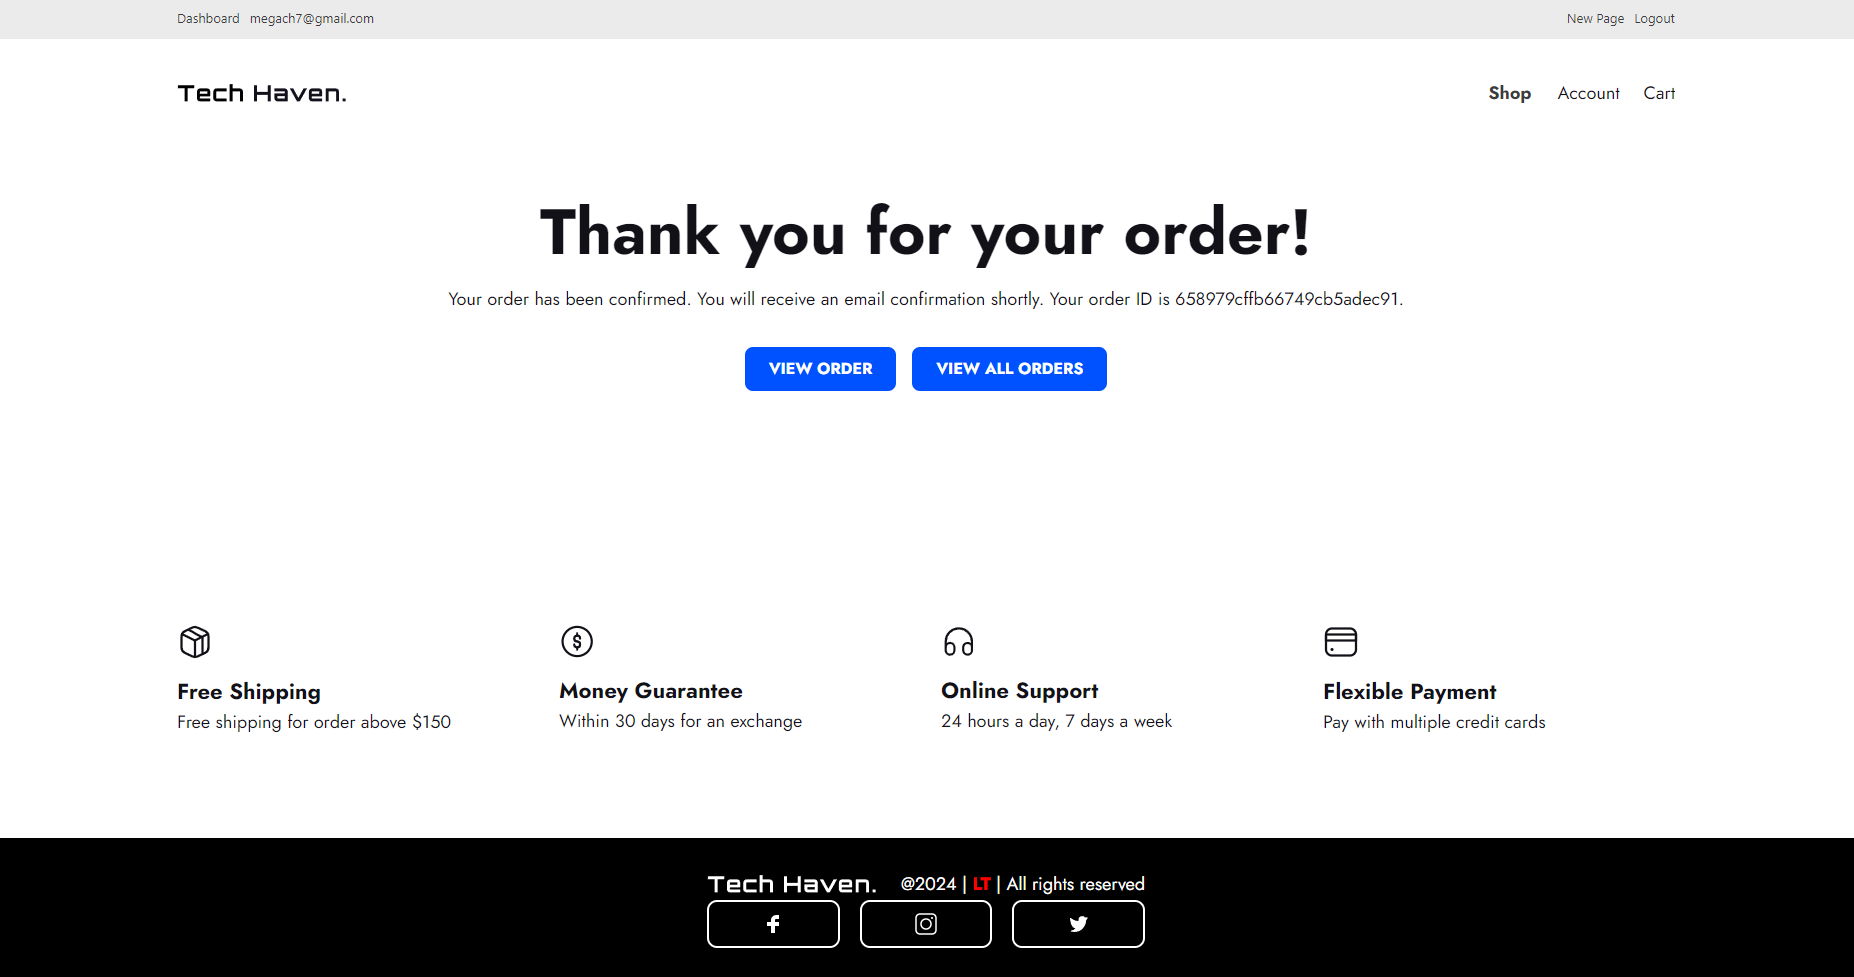 Dashboard megach7@gmail.com New Page Logout
Tech Haven. Shop Account Cart
Thank you for your order!
Your order has been confirmed. You will receive an email confirmation shortly. Your order ID is 658979cffb66749cb5adec91.
VIEW ORDER VIEW ALL ORDERS
Free Shipping
Free shipping for order above $150
Money Guarantee
Within 30 days for an exchange
Online Support
24 hours a day, 7 days a week
Flexible Payment
Pay with multiple credit cards
Tech Haven. @2024 | LT | All rights reserved